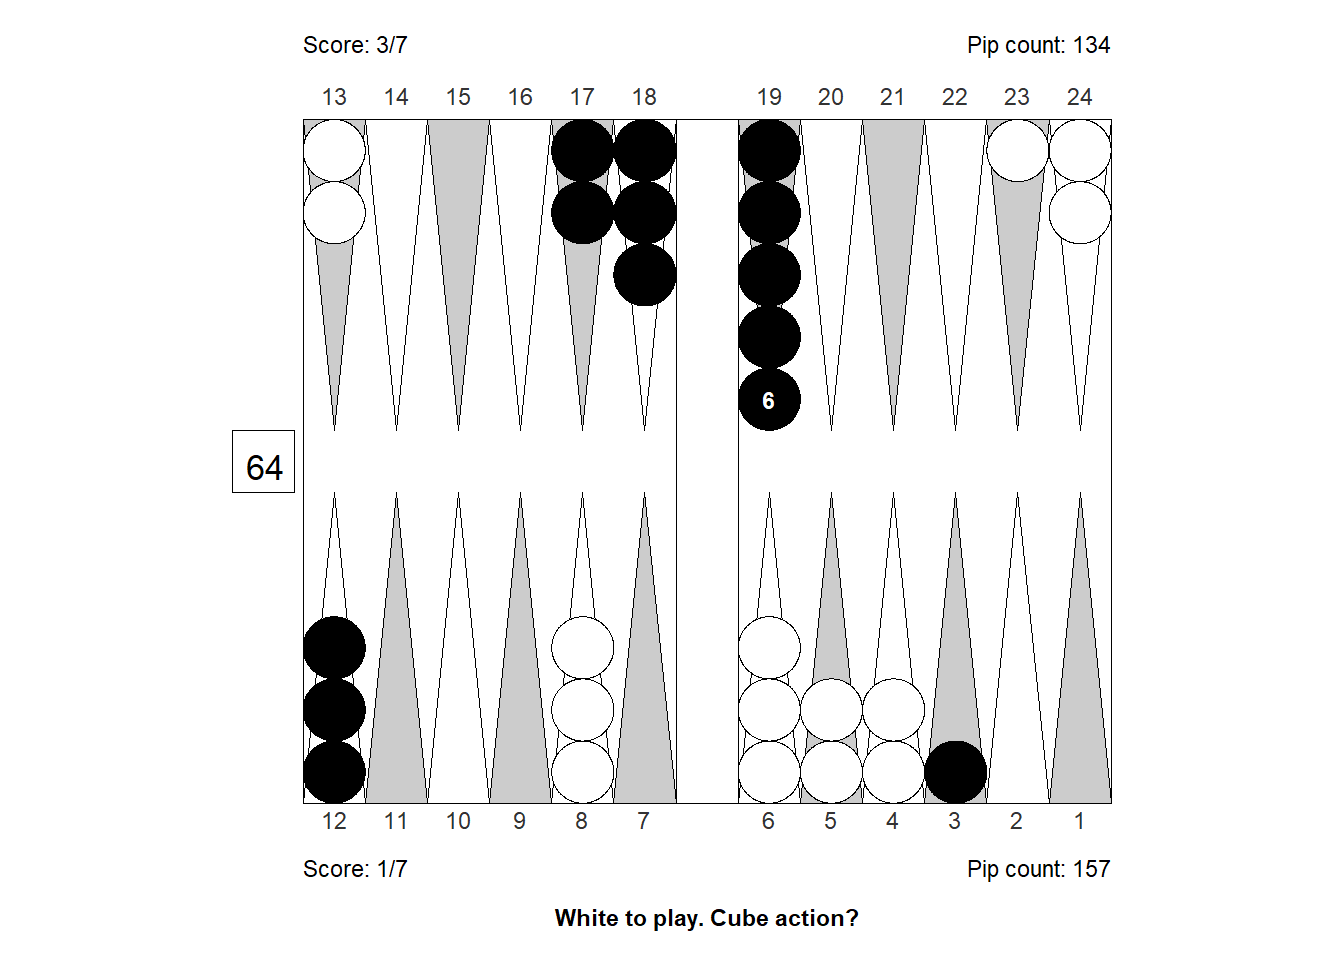 Score: 3/7 Pip count: 134
13 14 15 16 17 18 19 20 21 22 23 24
6
64
12 11 10 9 8 7 6 5 4 3 2 1
Score: 1/7 Pip count: 157
White to play. Cube action?